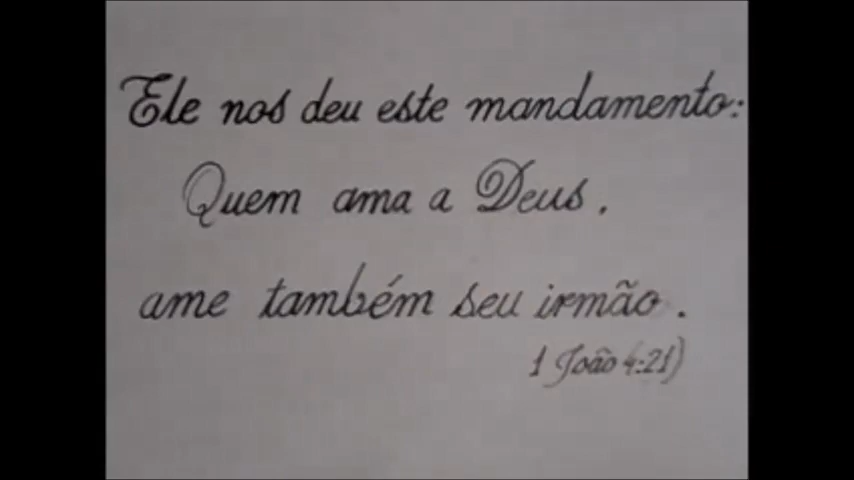 Ele nos deu este mandamento:
Quem ama a Deus,
ame também seu irmão.
1 João 4:21)